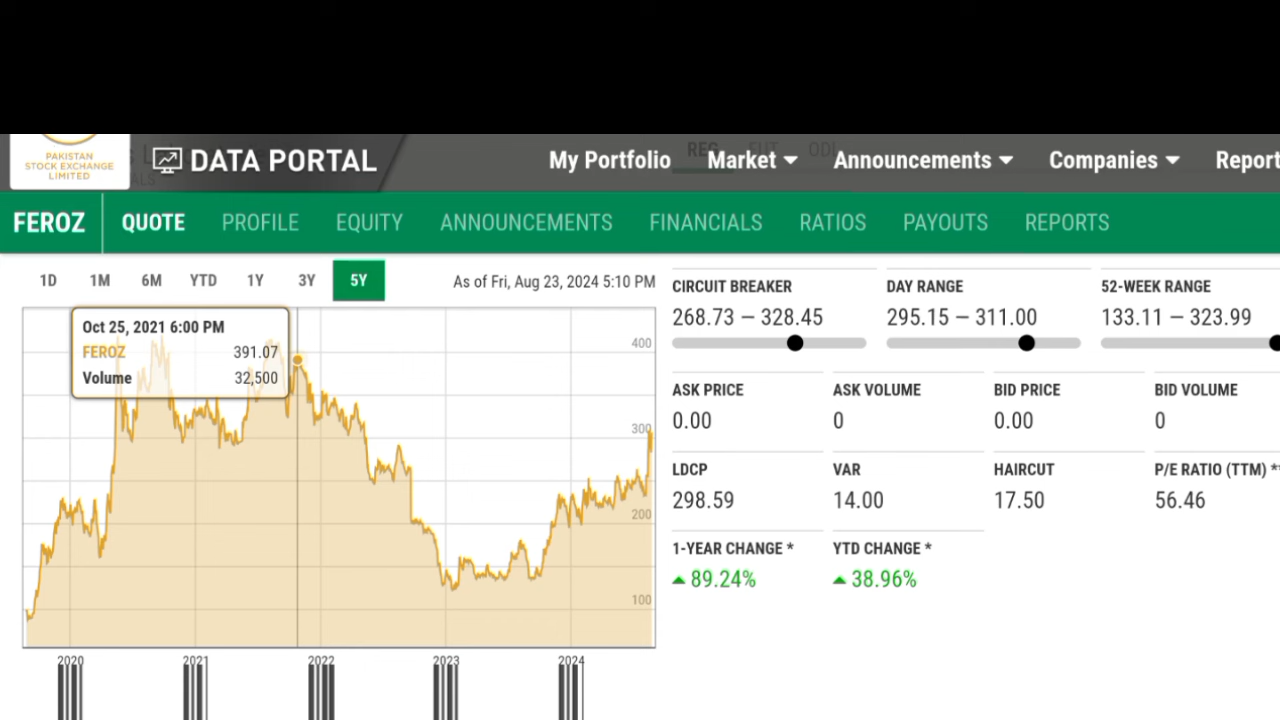 PAKISTAN
STOCK EXCHANGE
LIMITED
DATA PORTAL
My Portfolio
REG
Market
Announcements
Companies
Report
FEROZ
QUOTE
PROFILE
EQUITY
ANNOUNCEMENTS
FINANCIALS
RATIOS
PAYOUTS
REPORTS
1D 1M 6M YTD 1Y 3Y 5Y
As of Fri, Aug 23, 2024 5:10 PM
Oct 25, 2021 6:00 PM
FEROZ 391.07
Volume 32,500
400
300
200
100
2020 2021 2022 2023 2024
CIRCUIT BREAKER
268.73 — 328.45
DAY RANGE
295.15 — 311.00
52-WEEK RANGE
133.11 — 323.99
ASK PRICE
0.00
ASK VOLUME
0
BID PRICE
0.00
BID VOLUME
0
LDCP
298.59
VAR
14.00
HAIRCUT
17.50
P/E RATIO (TTM) **
56.46
1-YEAR CHANGE *
89.24%
YTD CHANGE *
38.96%